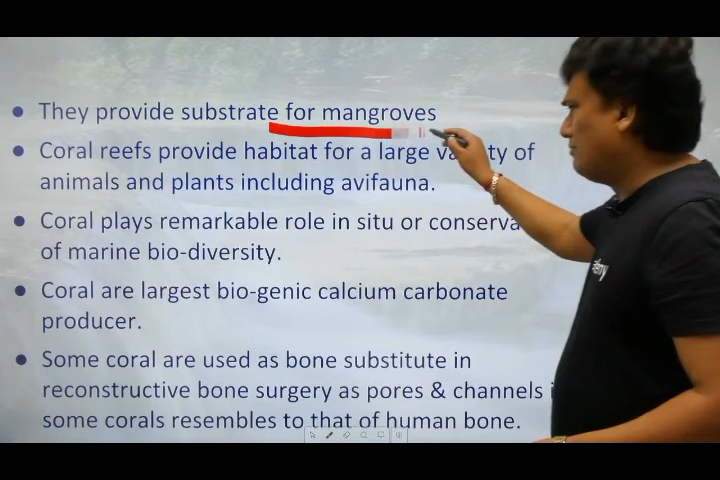 • They provide substrate for mangroves
• Coral reefs provide habitat for a large of
animals and plants including avifauna.
• Coral plays remarkable role in situ or
of marine bio-diversity.
• Coral are largest bio-genic calcium carbonate
producer.
• Some coral are used as bone substitute in
reconstructive bone surgery as pores & channels
some corals resembles to that of human bone.